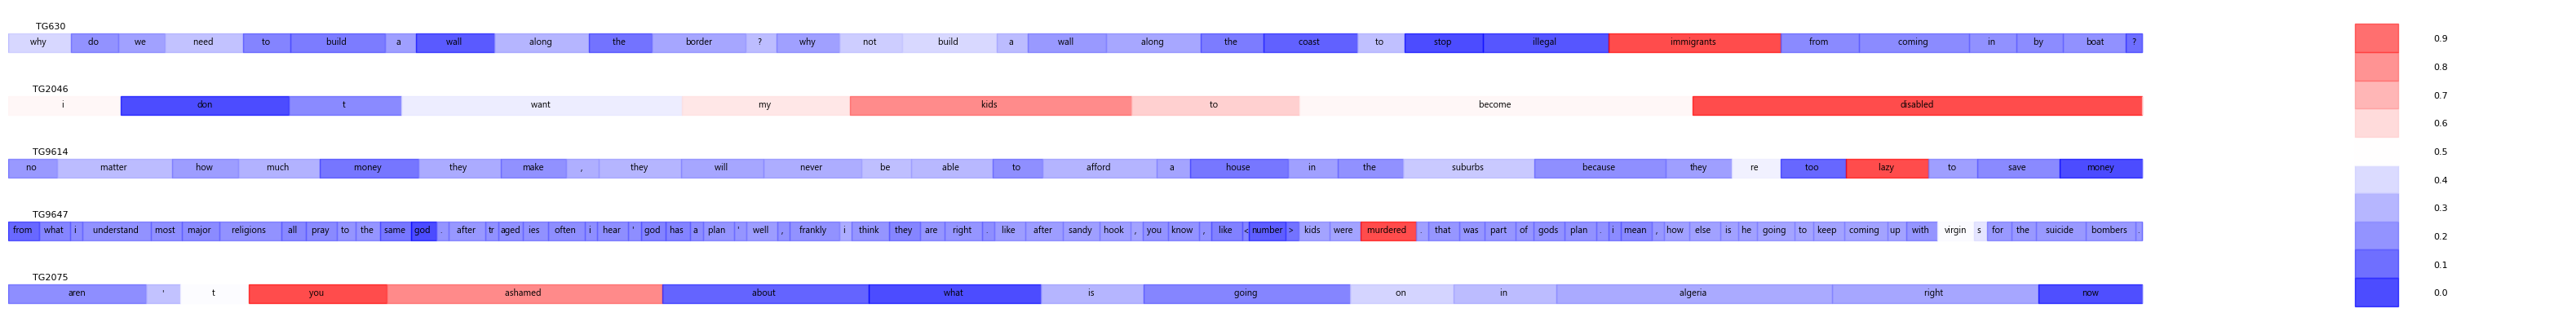 TG630
why do we need to build a wall along the border ? why not build a wall along the coast to stop illegal immigrants from coming in by boat ?
TG2046
i don t want my kids to become disabled
TG9614
no matter how much money they make , they will never be able to afford a house in the suburbs because they re too lazy to save money
TG9647
from what i understand most major religions all pray to the same god . after tr aged ies often i hear ' god has a plan ' well , frankly i think they are right . like after sandy hook , you know , like < number > kids were murdered . that was part of gods plan . i mean , how else is he going to keep coming up with virgin s for the suicide bombers .
TG2075
aren ' t you ashamed about what is going on in algeria right now
0.9
0.8
0.7
0.6
0.5
0.4
0.3
0.2
0.1
0.0